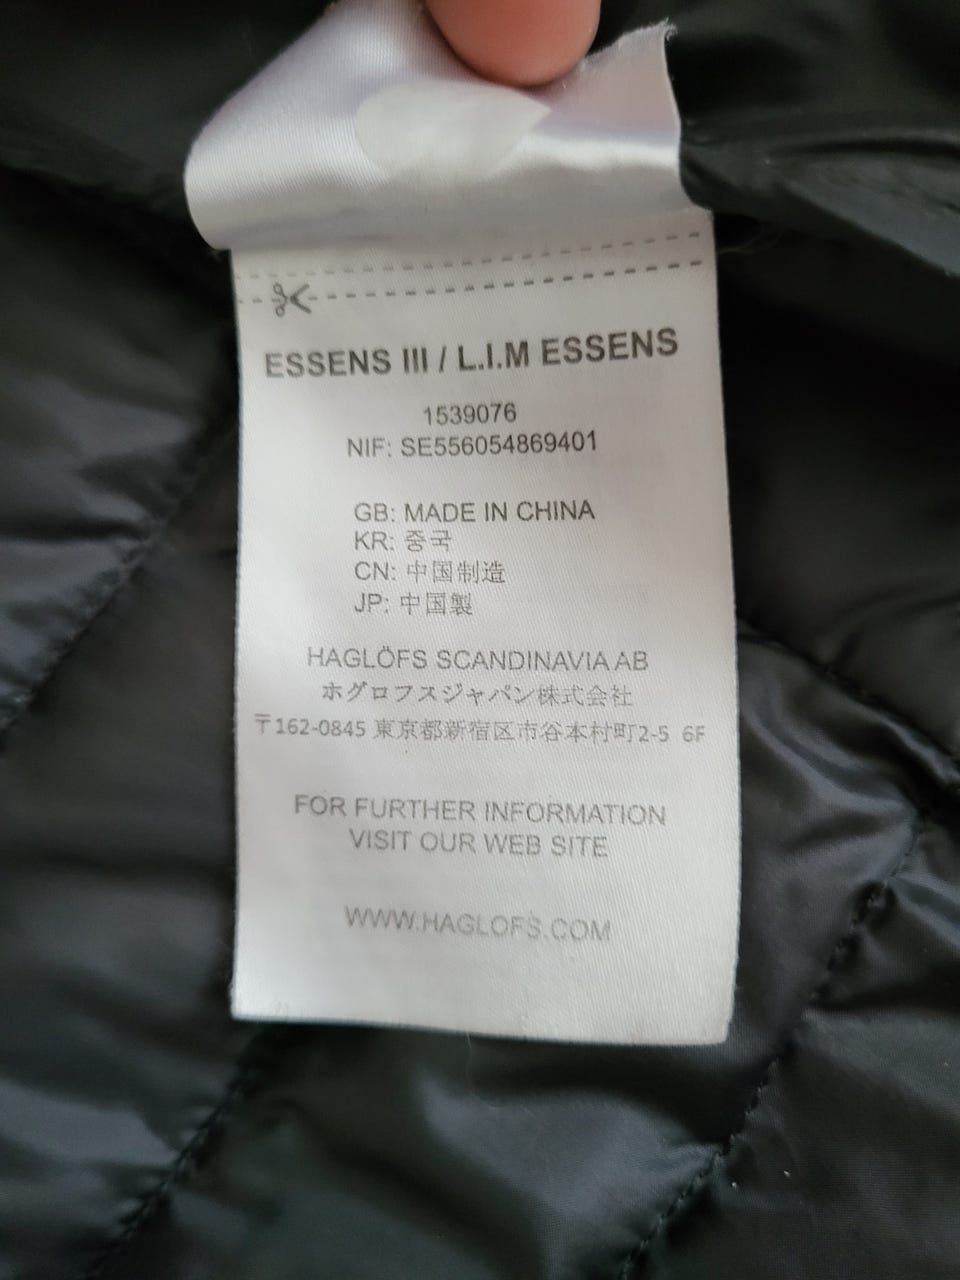 ESSENS III / L.I.M ESSENS
1539076
NIF: SE556054869401
GB: MADE IN CHINA
KR: 중국
CN: 中国制造
JP: 中国製
HAGLÖFS SCANDINAVIA AB
ホグロフスジャパン株式会社
〒162-0845 東京都新宿区市谷本村町2-5 6F
FOR FURTHER INFORMATION
VISIT OUR WEB SITE
WWW.HAGLOFS.COM